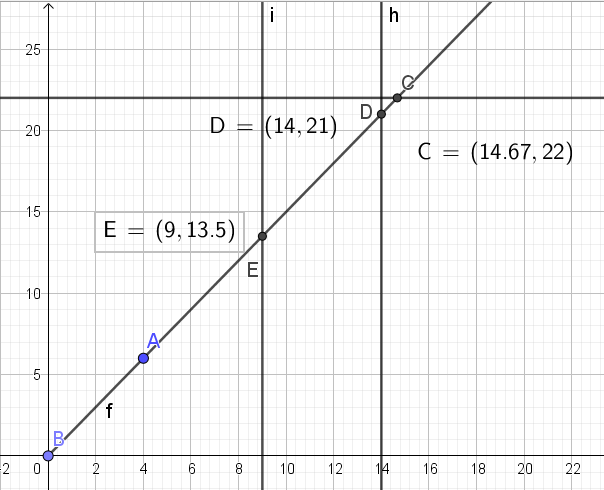 i
h
25
C
D
D = (14, 21)
20
C = (14.67, 22)
15
E = (9, 13.5)
E
10
A
5
f
B
2 0 2 4 6 8 10 12 14 16 18 20 22